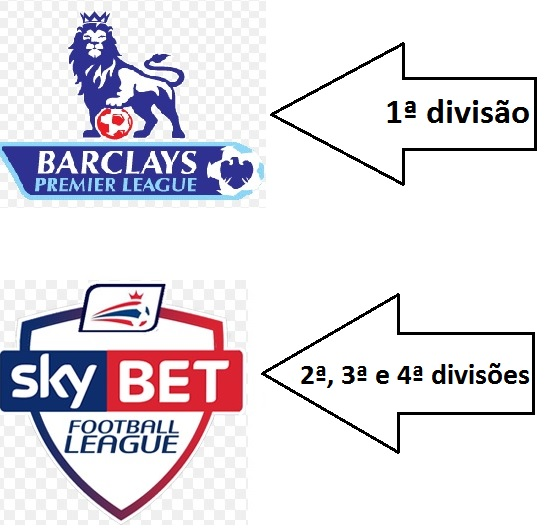 1ª divisão
BARCLAYS
PREMIER LEAGUE
2ª, 3ª e 4ª divisões
sky BET
FOOTBALL
LEAGUE